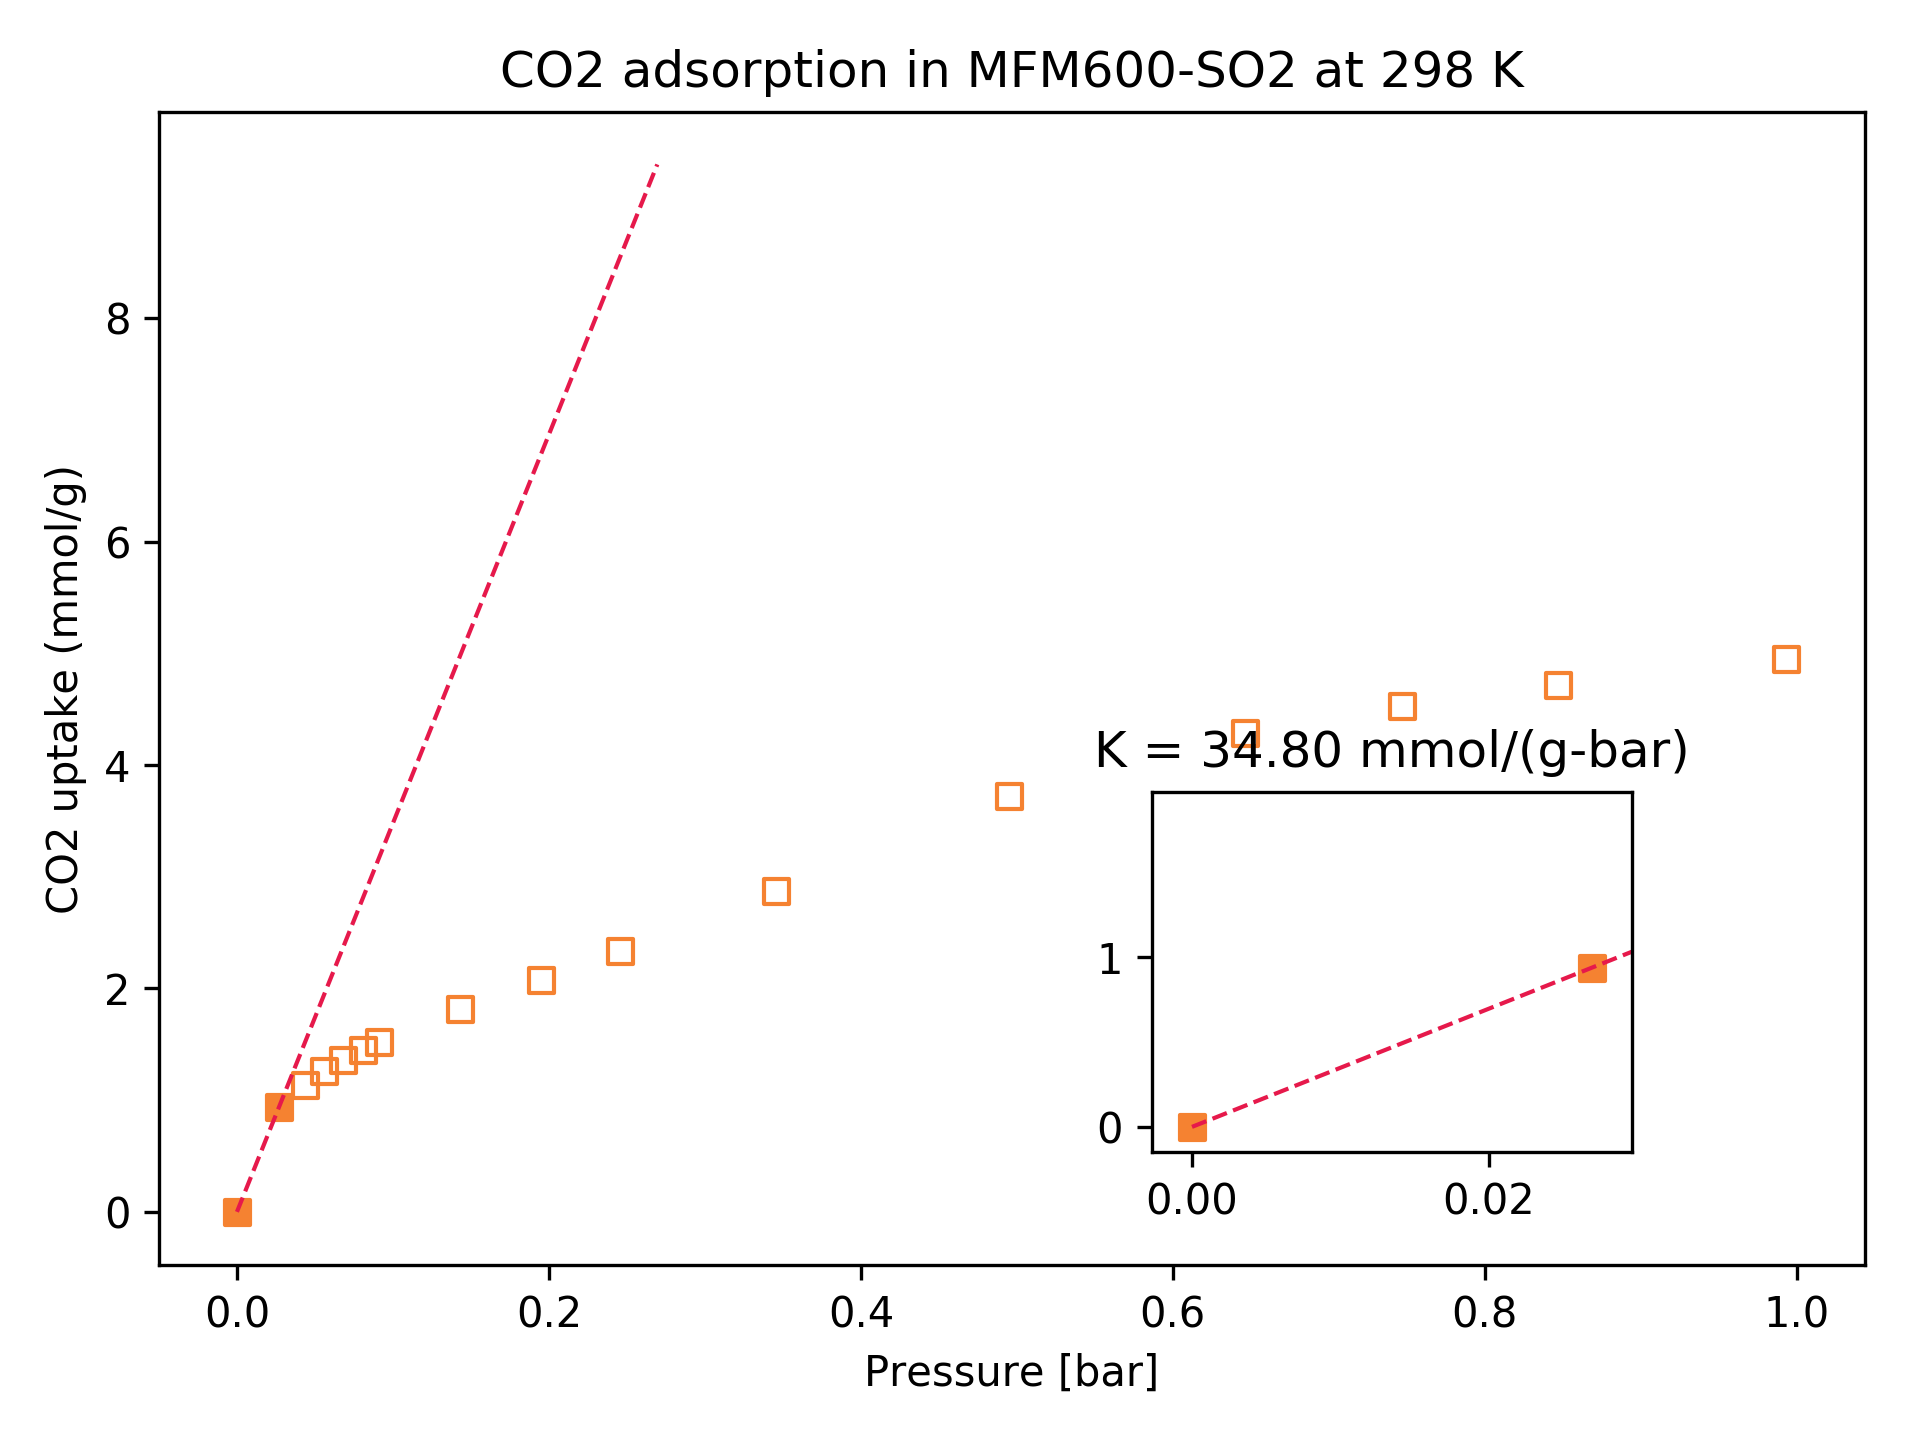 CO2 adsorption in MFM600-SO2 at 298 K
CO2 uptake (mmol/g)
8
6
4
2
0
K = 34.80 mmol/(g-bar)
1
0
0.00 0.02
0.0 0.2 0.4 0.6 0.8 1.0
Pressure [bar]